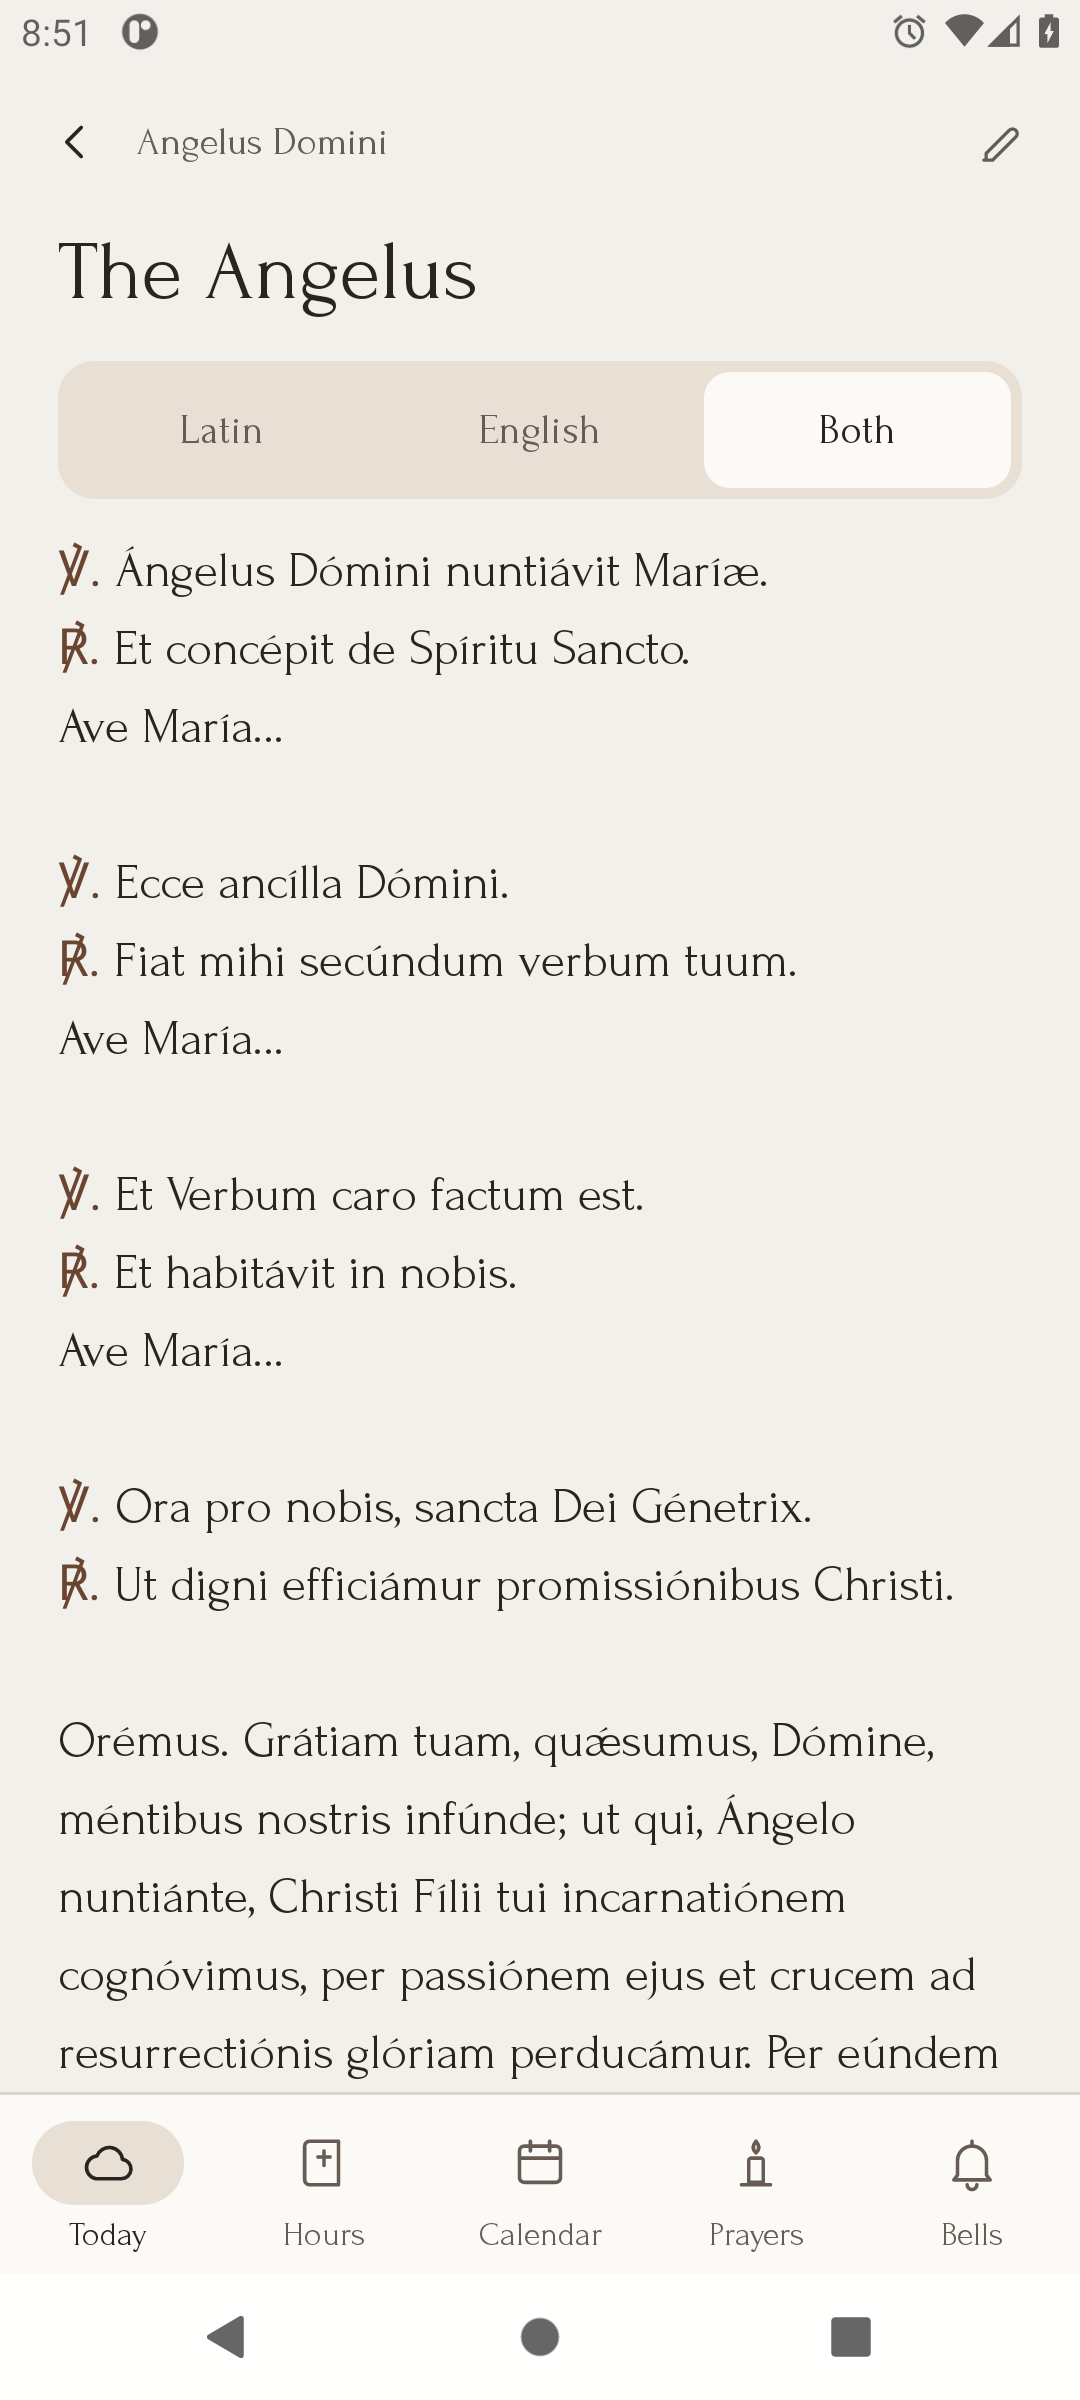 8:51
Angelus Domini
The Angelus
Latin English Both
℣. Ángelus Dómini nuntiávit Maríæ.
℟. Et concépit de Spíritu Sancto.
Ave María...
℣. Ecce ancílla Dómini.
℟. Fiat mihi secúndum verbum tuum.
Ave María...
℣. Et Verbum caro factum est.
℟. Et habitávit in nobis.
Ave María...
℣. Ora pro nobis, sancta Dei Génetrix.
℟. Ut digni efficiámur promissiónibus Christi.
Orémus. Grátiam tuam, quǽsumus, Dómine,
méntibus nostris infúnde; ut qui, Ángelo
nuntiánte, Christi Fílii tui incarnatiónem
cognóvimus, per passiónem ejus et crucem ad
resurrectiónis glóriam perducámur. Per eúndem
Today Hours Calendar Prayers Bells